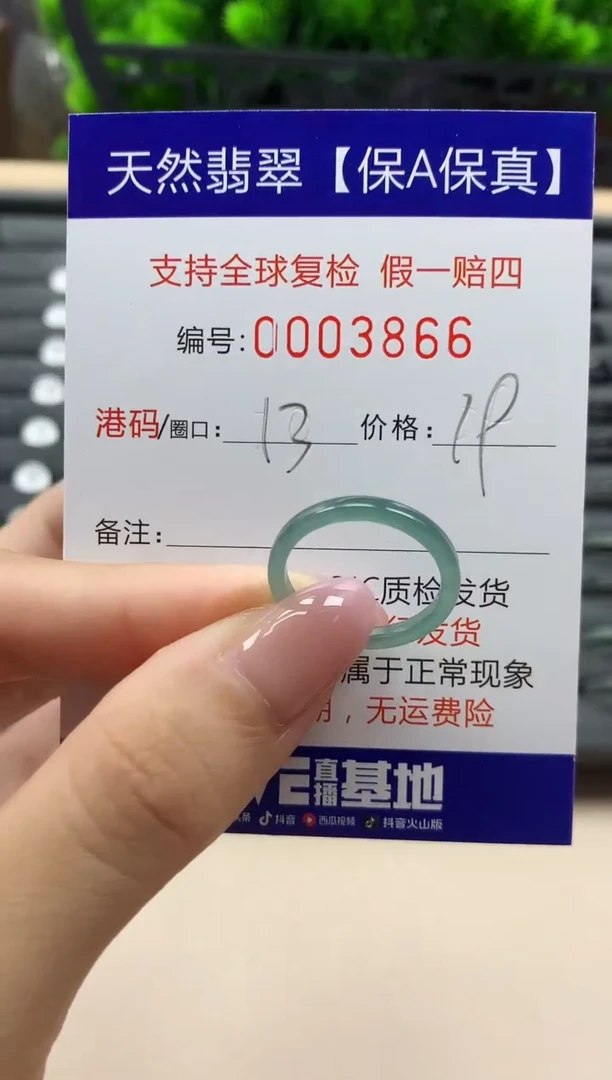 天然翡翠【保A保真】
支持全球复检 假一赔四
编号:0003866
港码/圈口: 13 价格:
备注:
质检发货
行发货
属于正常现象
，无运费险
直播基地
抖音 西瓜视频 抖音火山版